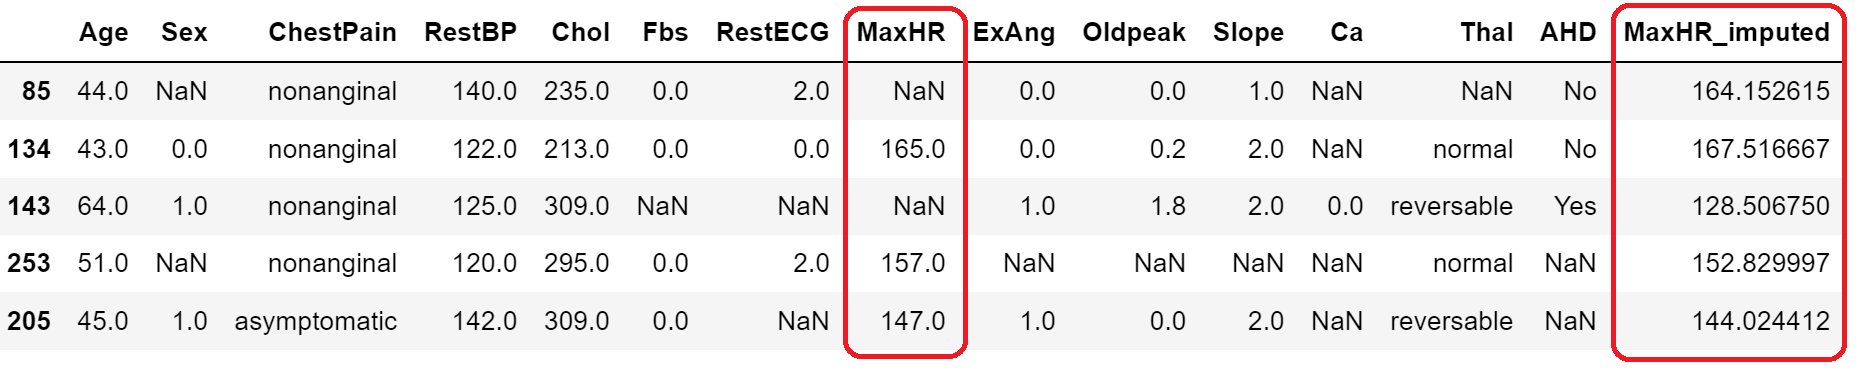 Age Sex ChestPain RestBP Chol Fbs RestECG MaxHR ExAng Oldpeak Slope Ca Thal AHD MaxHR_imputed
85 44.0 NaN nonanginal 140.0 235.0 0.0 2.0 NaN 0.0 0.0 1.0 NaN NaN No 164.152615
134 43.0 0.0 nonanginal 122.0 213.0 0.0 0.0 165.0 0.0 0.2 2.0 NaN normal No 167.516667
143 64.0 1.0 nonanginal 125.0 309.0 NaN NaN NaN 1.0 1.8 2.0 0.0 reversable Yes 128.506750
253 51.0 NaN nonanginal 120.0 295.0 0.0 2.0 157.0 NaN NaN NaN NaN normal NaN 152.829997
205 45.0 1.0 asymptomatic 142.0 309.0 0.0 NaN 147.0 1.0 0.0 2.0 NaN reversable NaN 144.024412